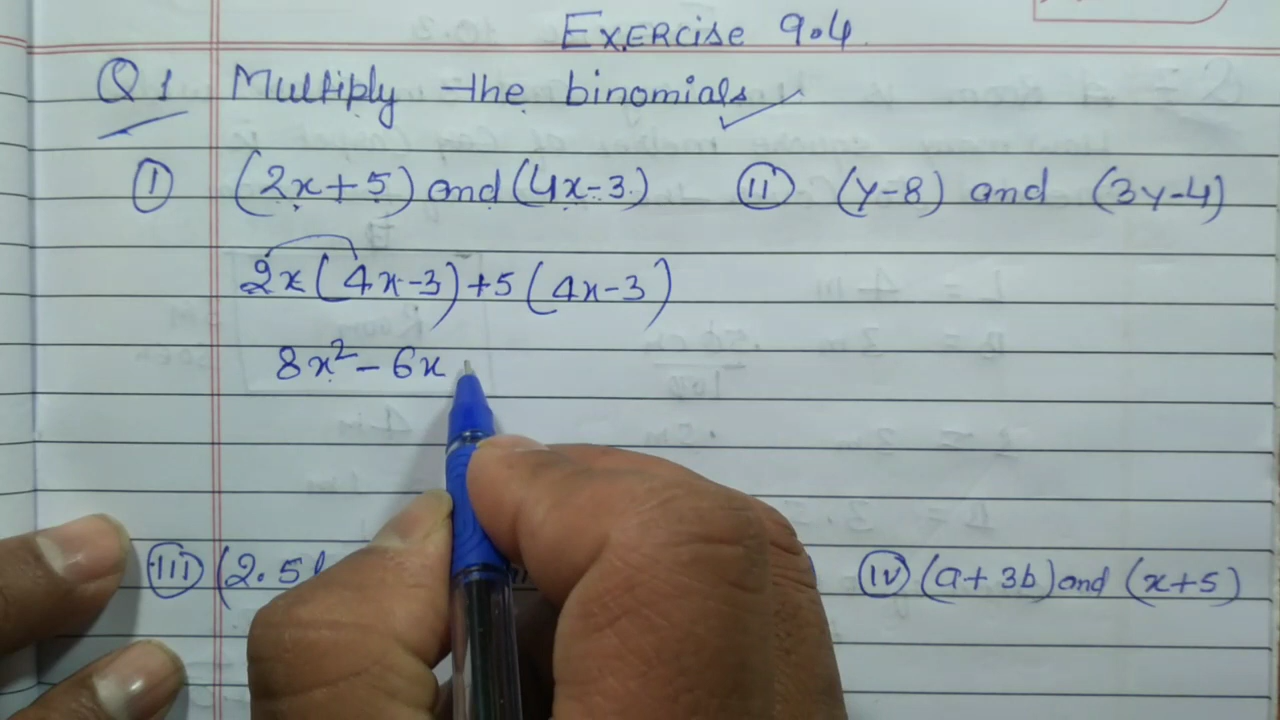 Exercise 9.4
Q1 Multiply the binomials
(I) (2x+5) and (4x-3) (II) (y-8) and (3y-4)
2x(4x-3)+5(4x-3)
8x²-6x
(III) (2.5l (IV) (a+3b) and (x+5)